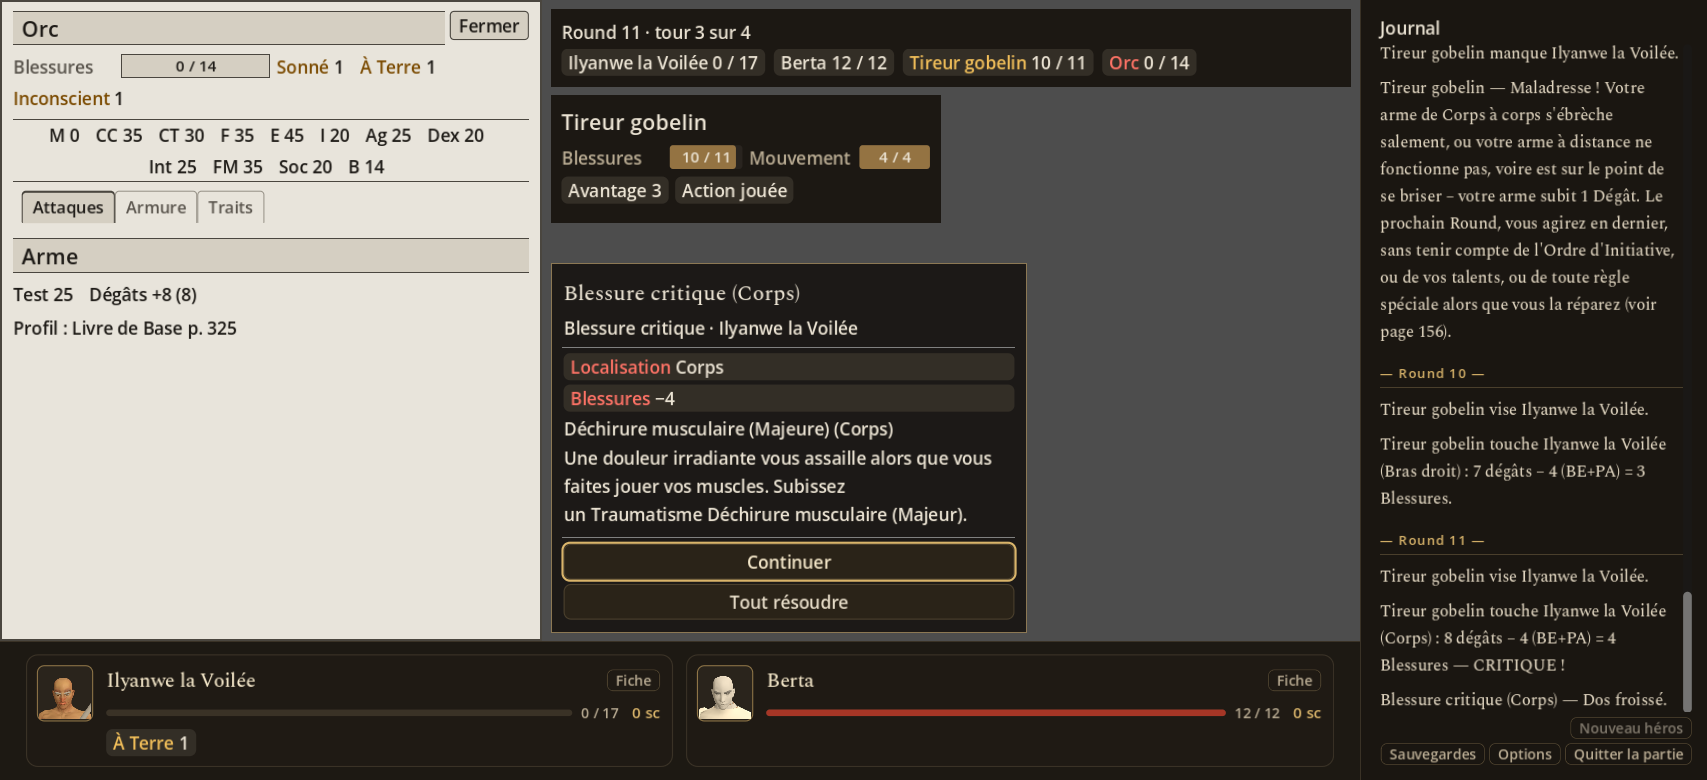 Orc
Fermer
Blessures 0 / 14 Sonné 1 À Terre 1
Inconscient 1
M 0 CC 35 CT 30 F 35 E 45 I 20 Ag 25 Dex 20
Int 25 FM 35 Soc 20 B 14
Attaques Armure Traits
Arme
Test 25 Dégâts +8 (8)
Profil : Livre de Base p. 325
Round 11 · tour 3 sur 4
Ilyanwe la Voilée 0 / 17 Berta 12 / 12 Tireur gobelin 10 / 11 Orc 0 / 14
Tireur gobelin
Blessures 10 / 11 Mouvement 4 / 4
Avantage 3 Action jouée
Blessure critique (Corps)
Blessure critique · Ilyanwe la Voilée
Localisation Corps
Blessures −4
Déchirure musculaire (Majeure) (Corps)
Une douleur irradiante vous assaille alors que vous
faites jouer vos muscles. Subissez
un Traumatisme Déchirure musculaire (Majeur).
Continuer
Tout résoudre
Ilyanwe la Voilée
Fiche
0 / 17 0 sc
À Terre 1
Berta
Fiche
12 / 12 0 sc
Journal
Tireur gobelin manque Ilyanwe la Voilée.
Tireur gobelin — Maladresse ! Votre
arme de Corps à corps s'ébrèche
salement, ou votre arme à distance ne
fonctionne pas, voire est sur le point de
se briser – votre arme subit 1 Dégât. Le
prochain Round, vous agirez en dernier,
sans tenir compte de l'Ordre d'Initiative,
ou de vos talents, ou de toute règle
spéciale alors que vous la réparez (voir
page 156).
— Round 10 —
Tireur gobelin vise Ilyanwe la Voilée.
Tireur gobelin touche Ilyanwe la Voilée
(Bras droit) : 7 dégâts − 4 (BE+PA) = 3
Blessures.
— Round 11 —
Tireur gobelin vise Ilyanwe la Voilée.
Tireur gobelin touche Ilyanwe la Voilée
(Corps) : 8 dégâts − 4 (BE+PA) = 4
Blessures — CRITIQUE !
Blessure critique (Corps) — Dos froissé.
Nouveau héros
Sauvegardes Options Quitter la partie